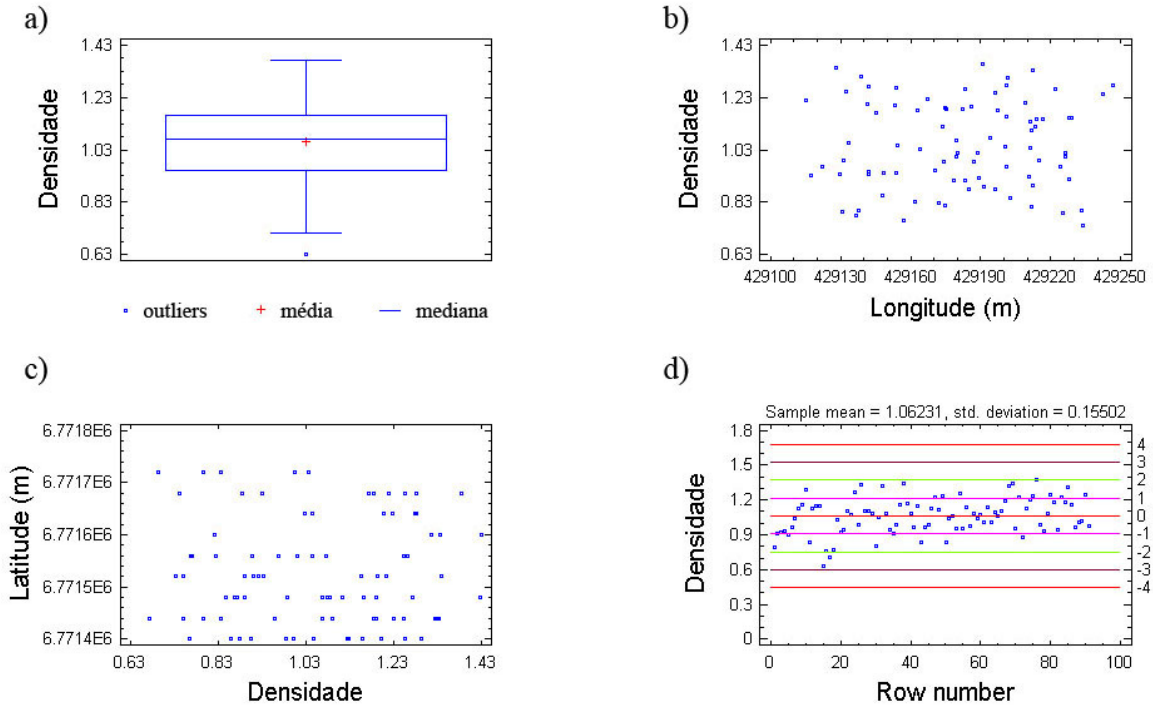 a)
1.43
1.23
1.03
0.83
0.63
Densidade
outliers
média
mediana
b)
1.43
1.23
1.03
0.83
0.63
Densidade
429100 429130 429160 429190 429220 429250
Longitude (m)
c)
6.7718E6
6.7717E6
6.7716E6
6.7715E6
6.7714E6
Latitude (m)
0.63 0.83 1.03 1.23 1.43
Densidade
d)
Sample mean = 1.06231, std. deviation = 0.15502
1.8
1.5
1.2
0.9
0.6
0.3
0
Densidade
4
3
2
1
0
-1
-2
-3
-4
0 20 40 60 80 100
Row number